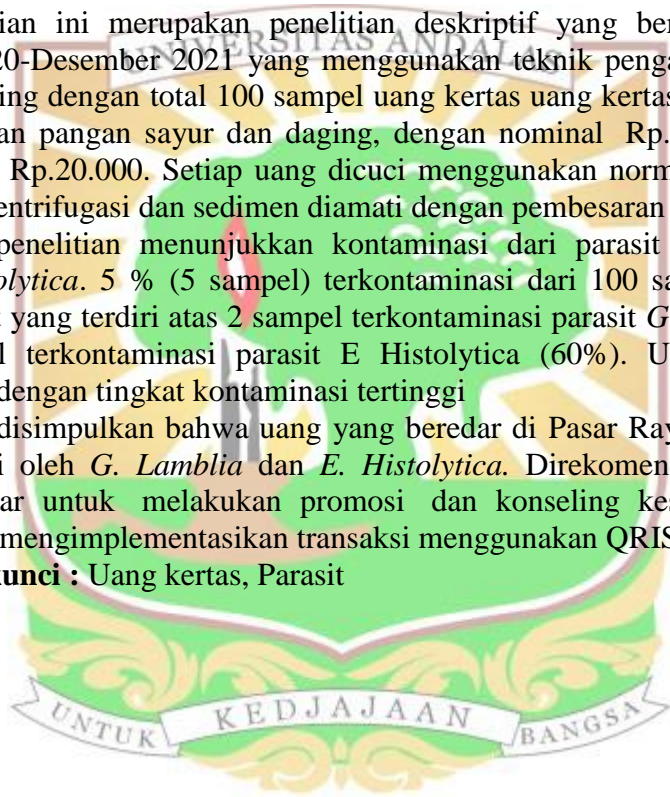 ian ini merupakan penelitian deskriptif yang ber
UNIVERSITAS ANDALAS
20-Desember 2021 yang menggunakan teknik penga
ing dengan total 100 sampel uang kertas uang kertas
an pangan sayur dan daging, dengan nominal Rp.
Rp.20.000. Setiap uang dicuci menggunakan norm
entrifugasi dan sedimen diamati dengan pembesaran
penelitian menunjukkan kontaminasi dari parasit
olytica. 5 % (5 sampel) terkontaminasi dari 100 sa
yang terdiri atas 2 sampel terkontaminasi parasit G
l terkontaminasi parasit E Histolytica (60%). U
dengan tingkat kontaminasi tertinggi
disimpulkan bahwa uang yang beredar di Pasar Ray
i oleh G. Lamblia dan E. Histolytica. Direkomen
ar untuk melakukan promosi dan konseling kes
mengimplementasikan transaksi menggunakan QRIS
kunci : Uang kertas, Parasit
UNTUK KEDJAJAAN BANGSA